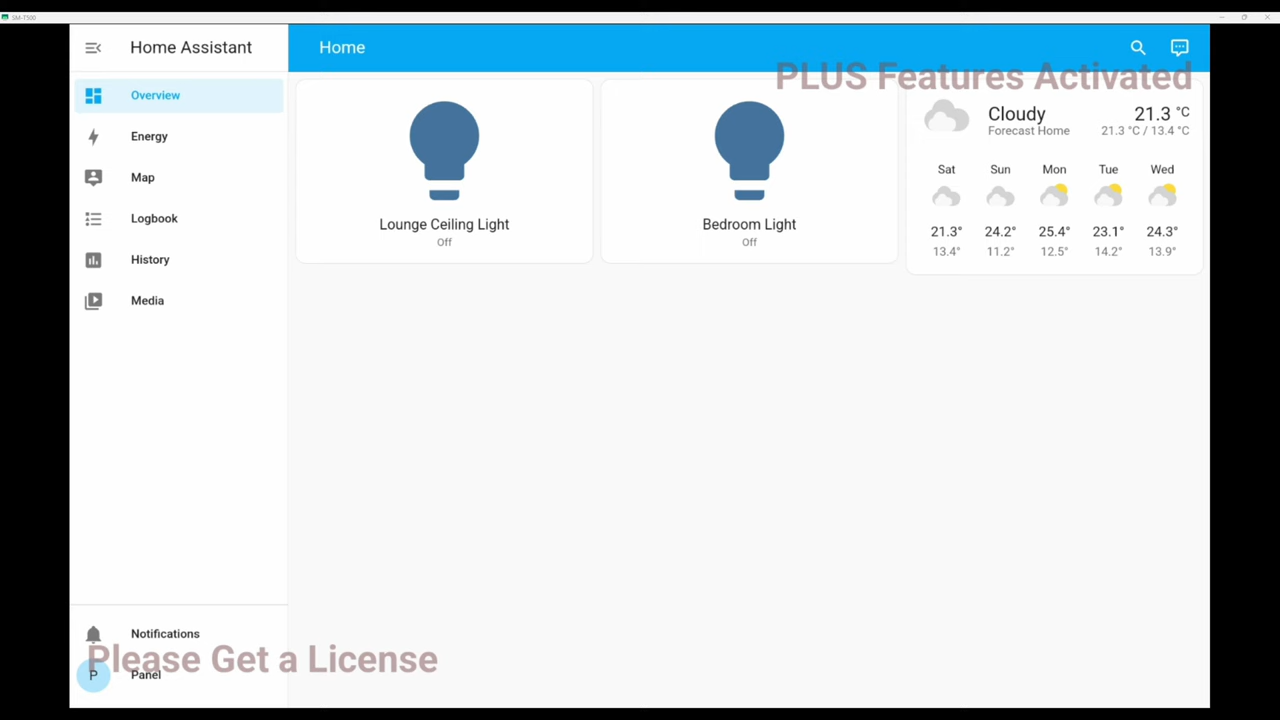 SM-T500
Home Assistant
Home
PLUS Features Activated
Overview
Energy
Map
Logbook
History
Media
Lounge Ceiling Light
Off
Bedroom Light
Off
Cloudy
21.3 °C
Forecast Home
21.3 °C / 13.4 °C
Sat Sun Mon Tue Wed
21.3° 24.2° 25.4° 23.1° 24.3°
13.4° 11.2° 12.5° 14.2° 13.9°
Notifications
Please Get a License
P
Panel